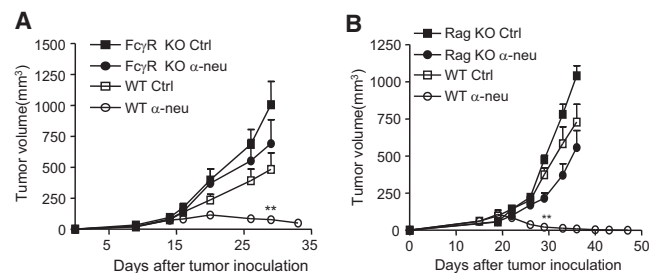 A
FcγR KO Ctrl
FcγR KO α-neu
WT Ctrl
WT α-neu
Tumor volume(mm³)
1500
1250
1000
750
500
250
0
**
0
5
15
25
35
Days after tumor inoculation
B
Rag KO Ctrl
Rag KO α-neu
WT Ctrl
WT α-neu
Tumor volume(mm³)
1250
1000
750
500
250
0
**
0
10
20
30
40
50
Days after tumor inoculation